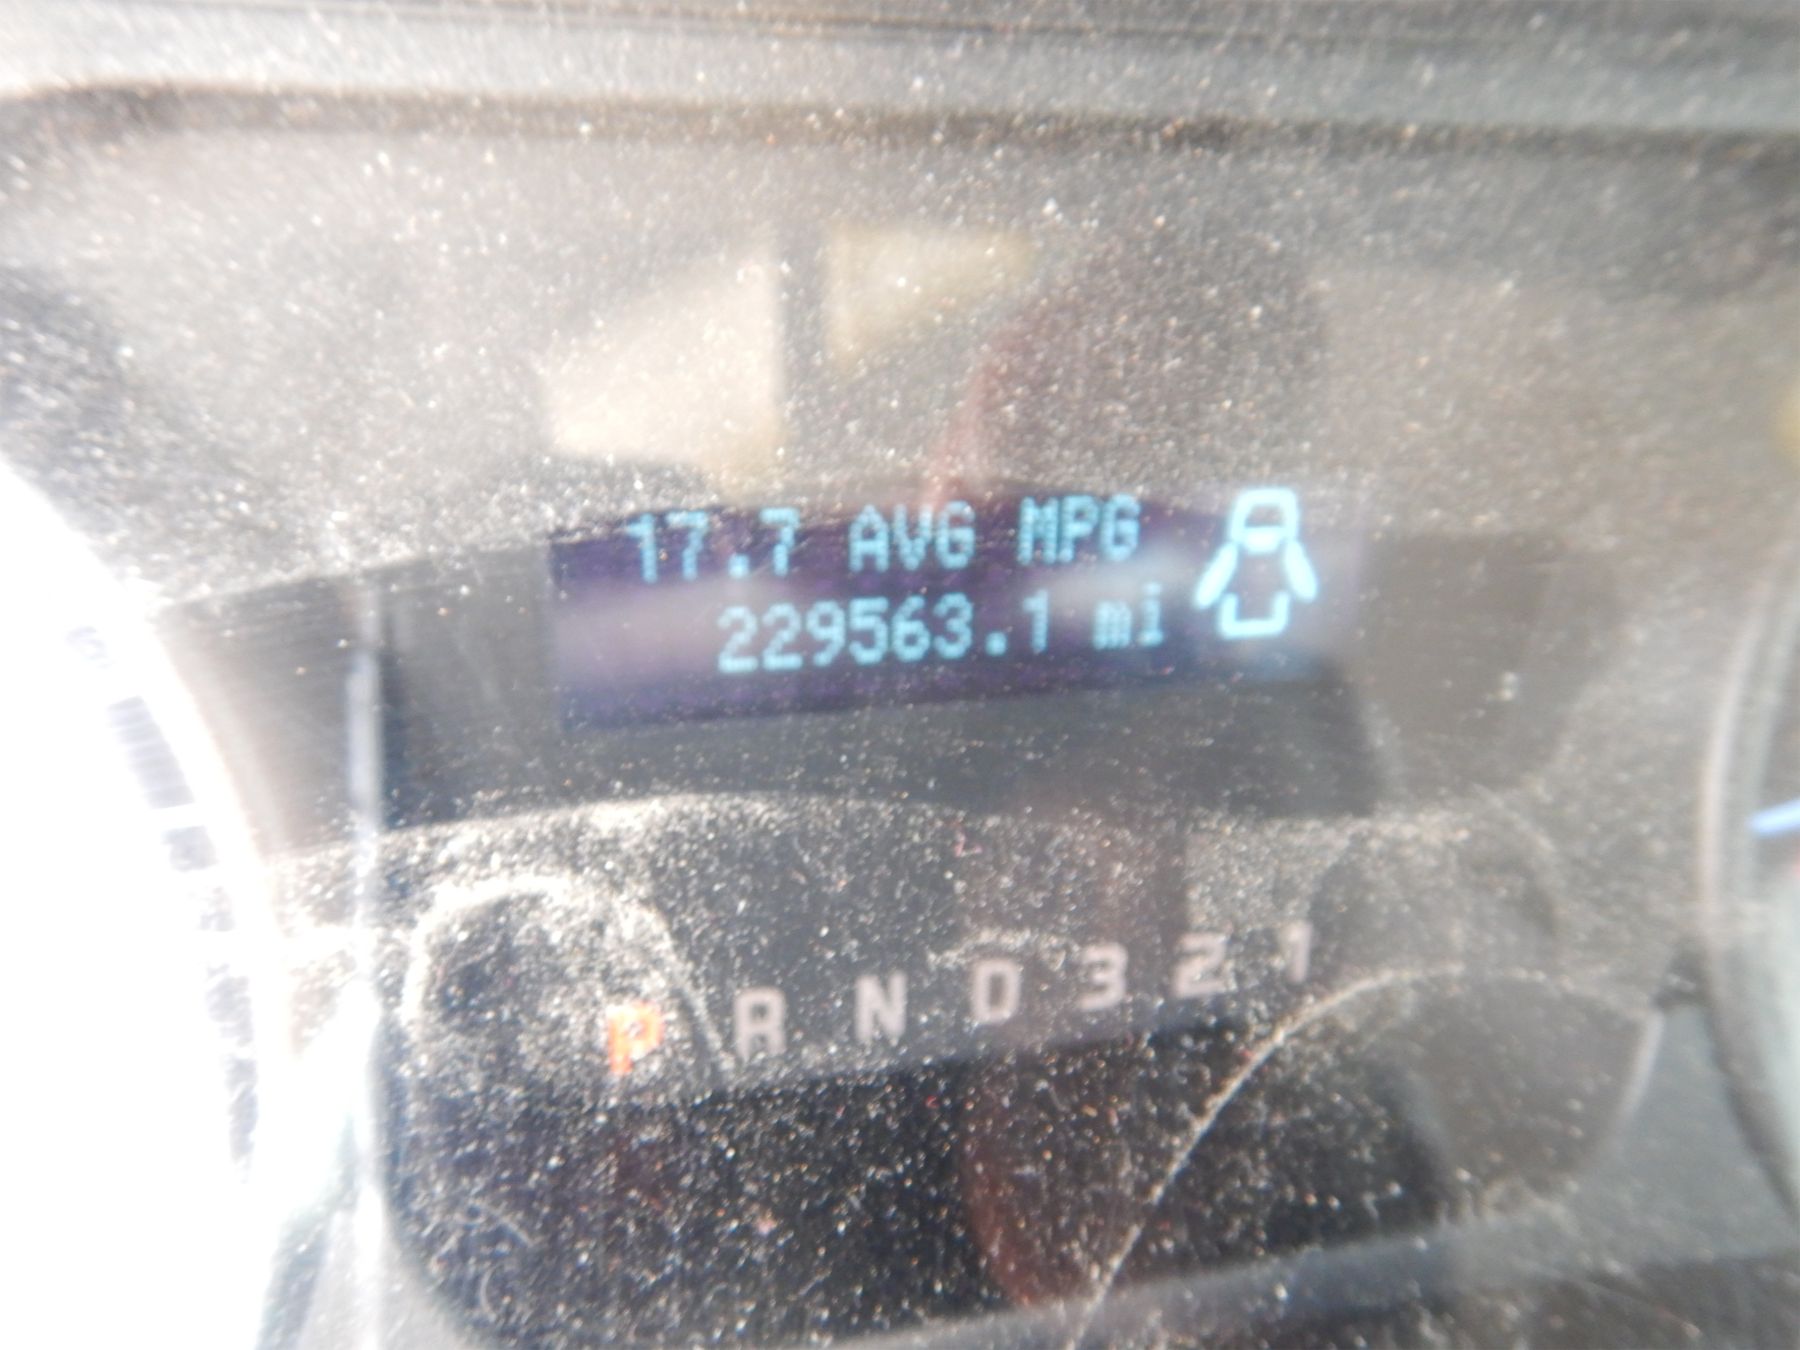 17.7 AVG MPG
229563.1 mi
P R N D 3 2 1